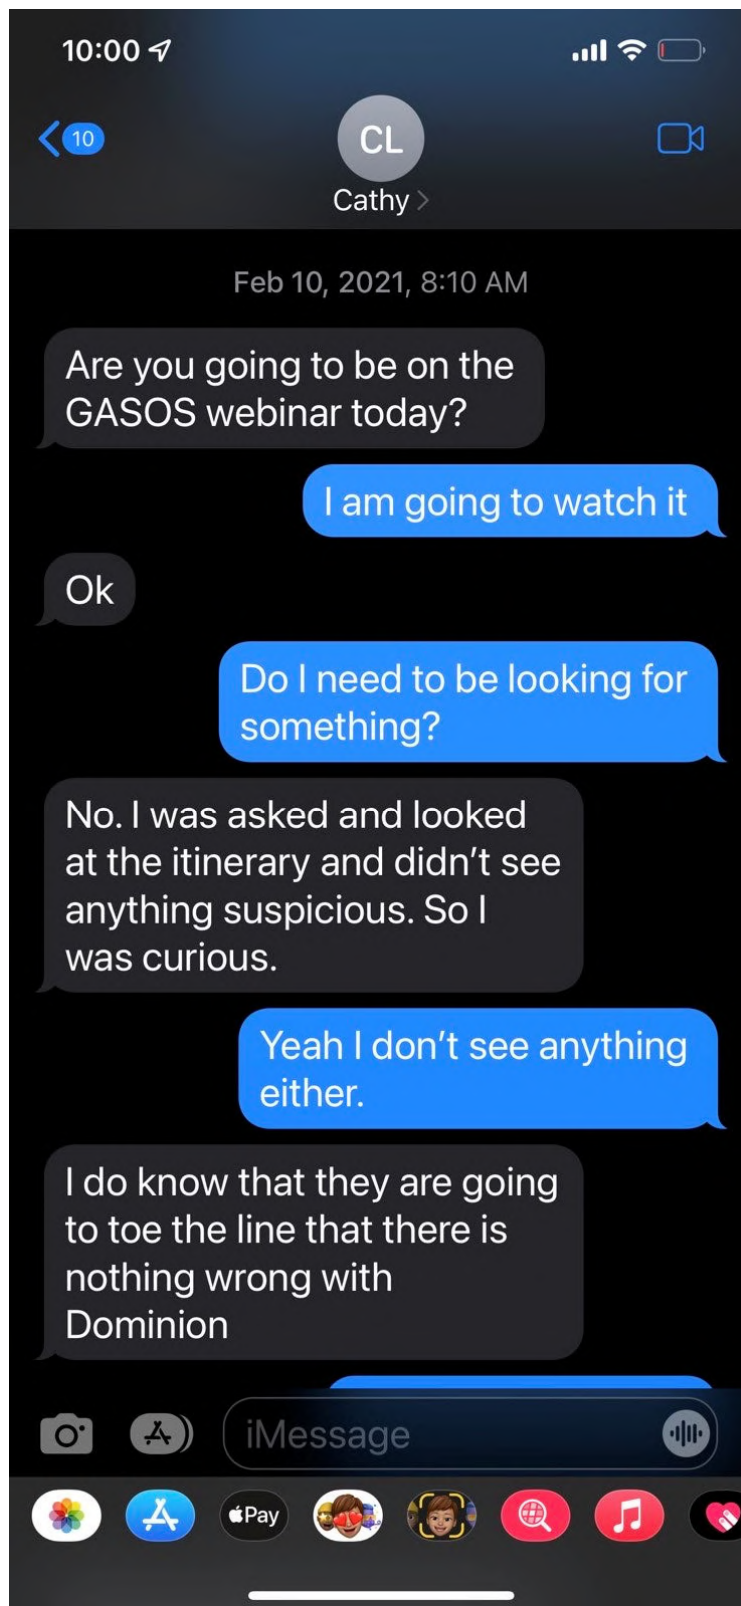 10:00
10
CL
Cathy
Feb 10, 2021, 8:10 AM
Are you going to be on the
GASOS webinar today?
I am going to watch it
Ok
Do I need to be looking for
something?
No. I was asked and looked
at the itinerary and didn't see
anything suspicious. So I
was curious.
Yeah I don't see anything
either.
I do know that they are going
to toe the line that there is
nothing wrong with
Dominion
iMessage
Pay